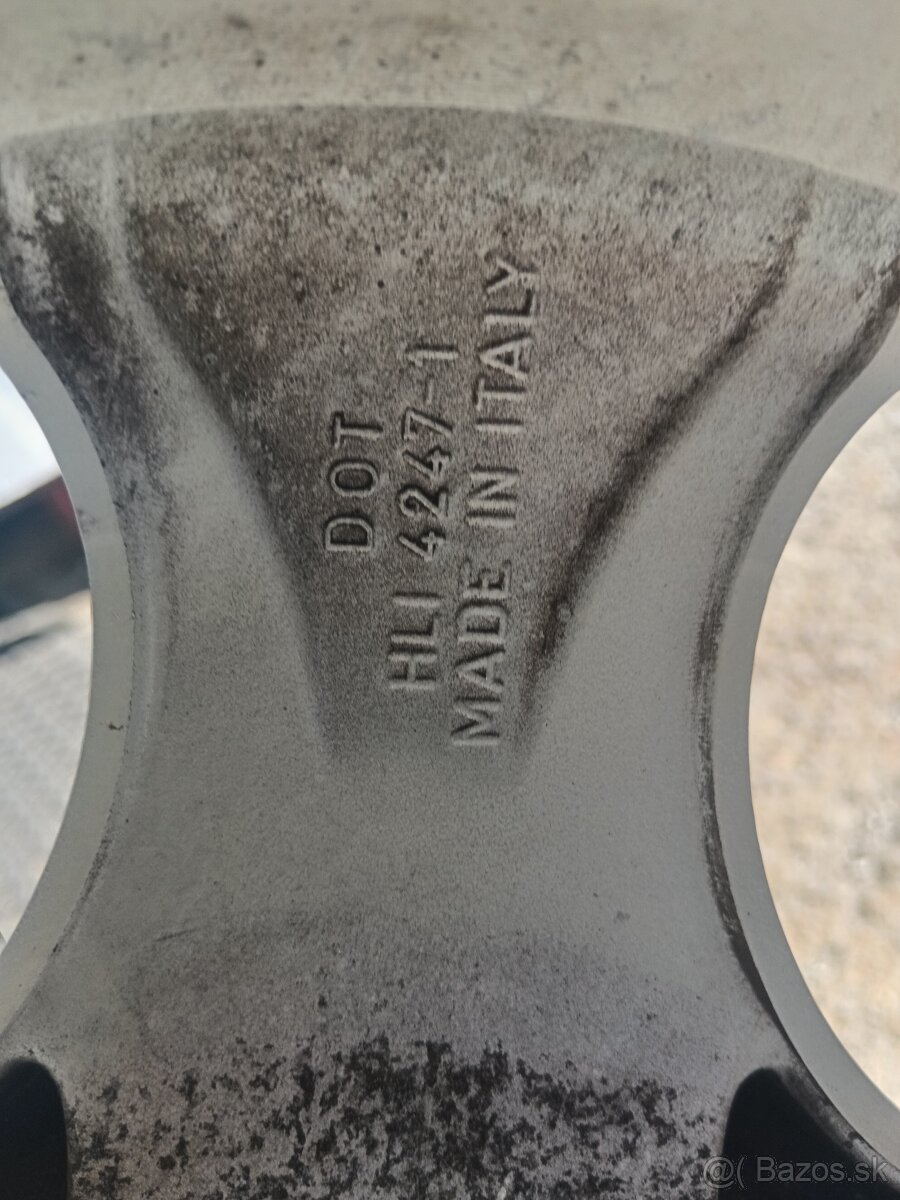 DOT
HLI 4247-1
MADE IN ITALY
@( Bazos.sk